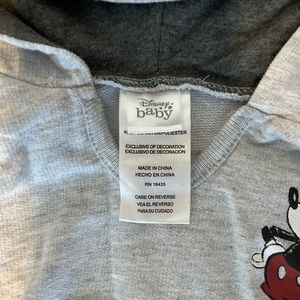 Disney
baby
EXCLUSIVE OF DECORATION
EXCLUSIVO DE DECORACION
MADE IN CHINA
HECHO EN CHINA
RN 16435
CARE ON REVERSE
VEA EL REVERSO
PARA SU CUIDADO